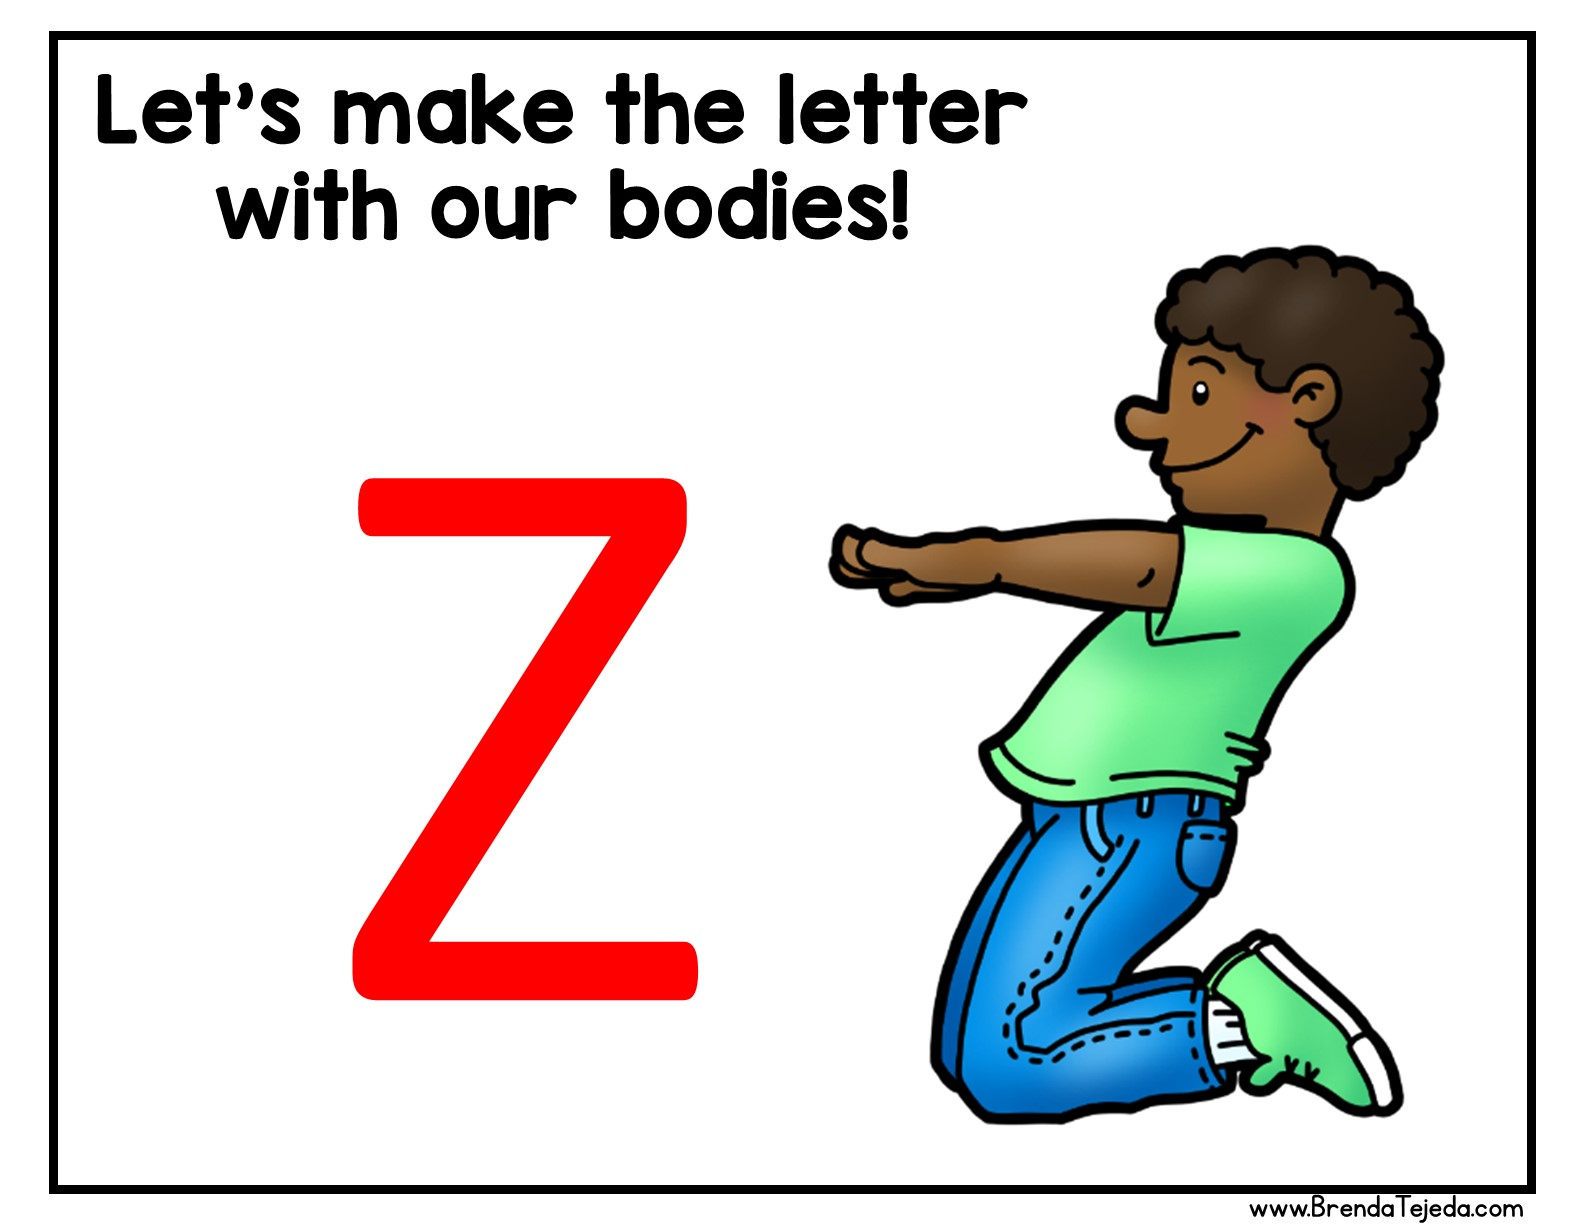 Let's make the letter
with our bodies!
Z
www.BrendaTejeda.com